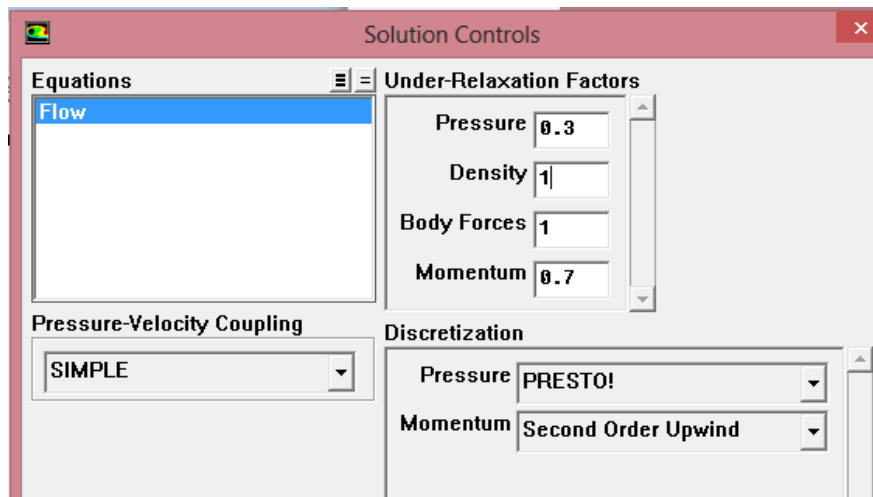 Solution Controls
Equations
Flow
Under-Relaxation Factors
Pressure 0.3
Density 1
Body Forces 1
Momentum 0.7
Pressure-Velocity Coupling
SIMPLE
Discretization
Pressure PRESTO!
Momentum Second Order Upwind